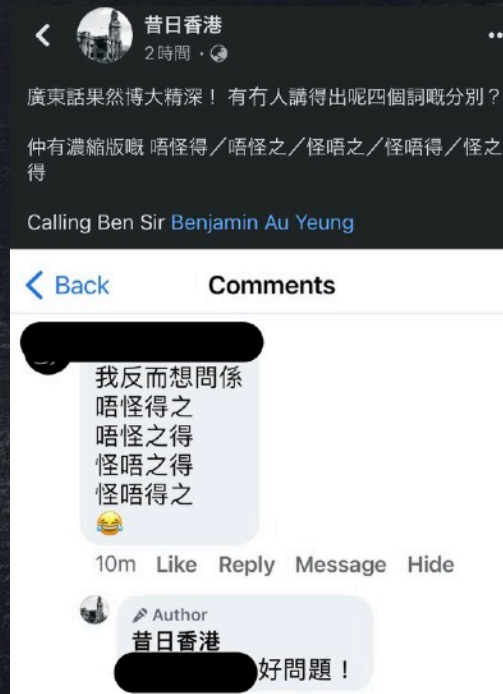 昔日香港
2時間 ·
廣東話果然博大精深！ 有冇人講得出呢四個詞嘅分別？
仲有濃縮版嘅 唔怪得／唔怪之／怪唔之／怪唔得／怪之
得
Calling Ben Sir Benjamin Au Yeung
Back
Comments
我反而想問係
唔怪得之
唔怪之得
怪唔之得
怪唔得之
😂
10m Like Reply Message Hide
Author
昔日香港
好問題！